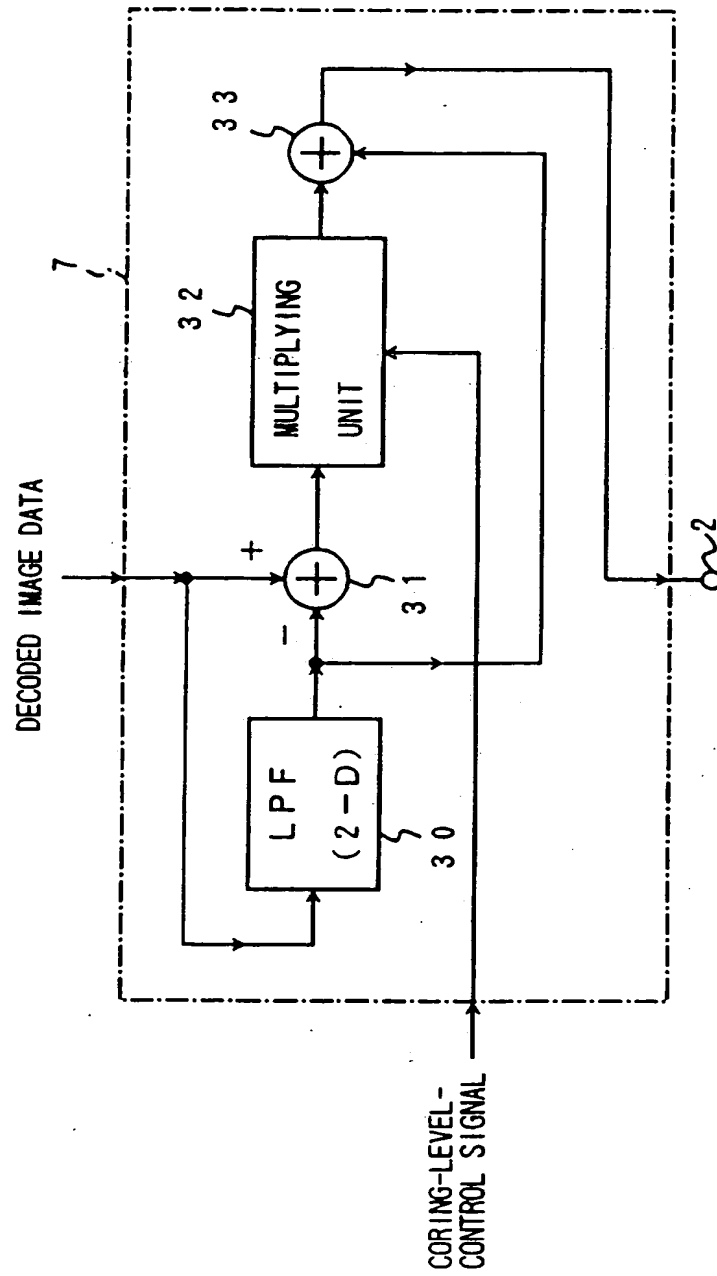 DECODED IMAGE DATA
7
33
32
MULTIPLYING
UNIT
+
+
+
31
-
LPF
(2-D)
30
CORING-LEVEL-
CONTROL SIGNAL
2